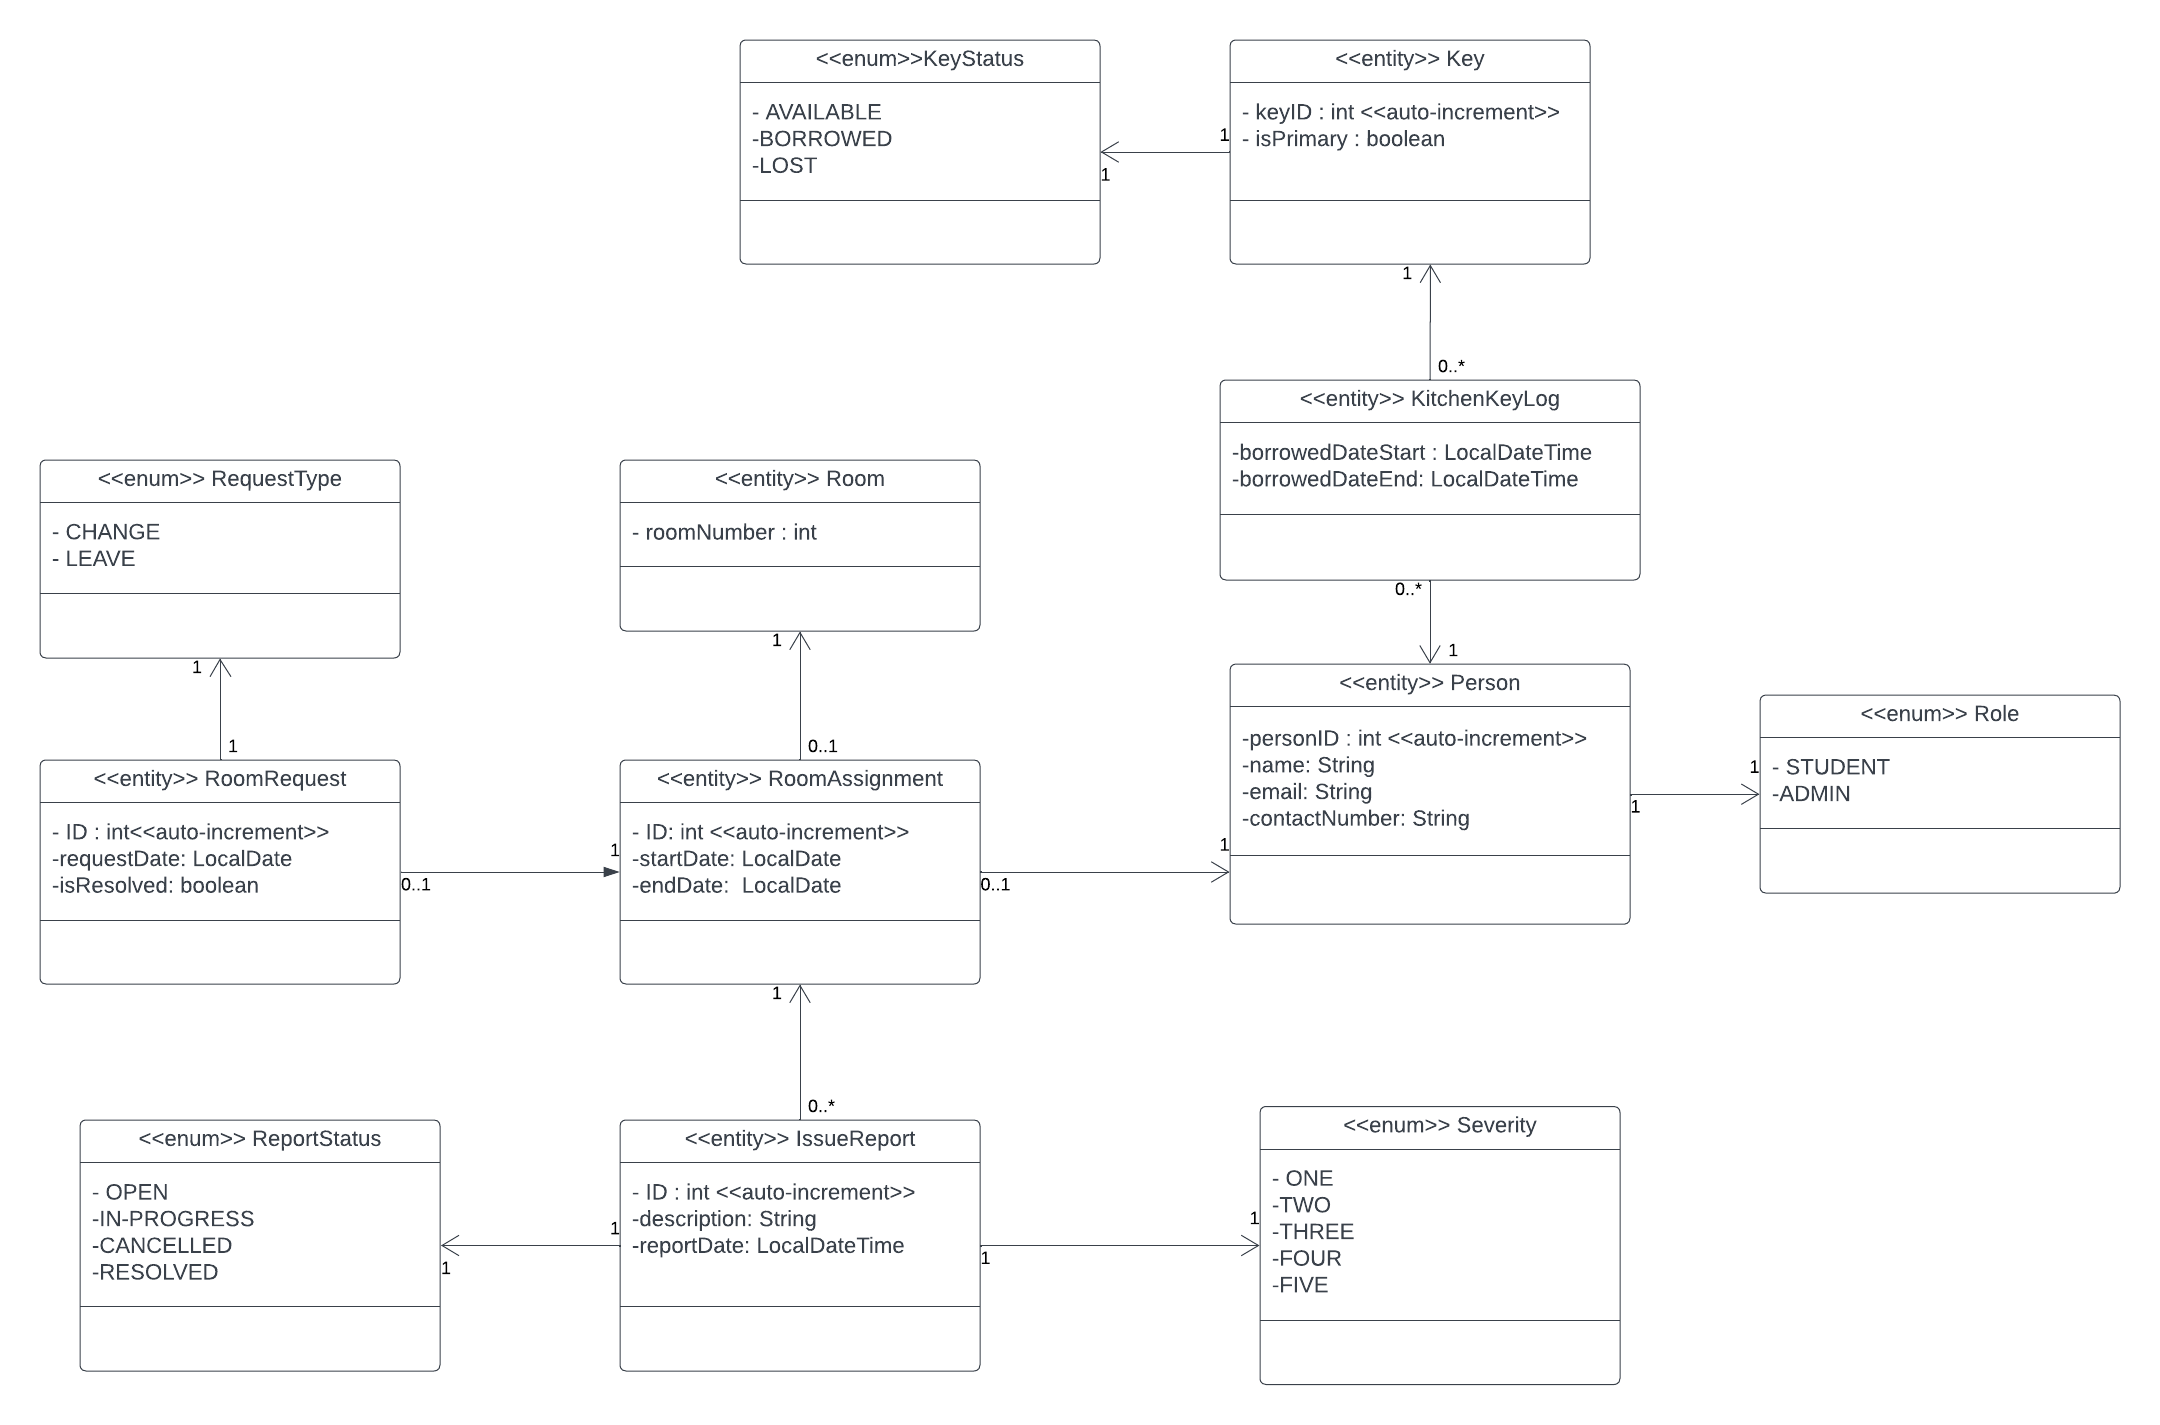 <<enum>>KeyStatus
- AVAILABLE
-BORROWED
-LOST
1
1
<<entity>> Key
- keyID : int <<auto-increment>>
- isPrimary : boolean
1
0..*
<<entity>> KitchenKeyLog
-borrowedDateStart : LocalDateTime
-borrowedDateEnd: LocalDateTime
0..*
1
<<enum>> RequestType
- CHANGE
- LEAVE
1
1
<<entity>> Room
- roomNumber : int
1
0..1
<<entity>> RoomRequest
- ID : int<<auto-increment>>
-requestDate: LocalDate
-isResolved: boolean
1
0..1
<<entity>> RoomAssignment
- ID: int <<auto-increment>>
-startDate: LocalDate
-endDate:  LocalDate
1
0..1
<<entity>> Person
-personID : int <<auto-increment>>
-name: String
-email: String
-contactNumber: String
1
1
<<enum>> Role
- STUDENT
-ADMIN
1
0..*
<<enum>> ReportStatus
- OPEN
-IN-PROGRESS
-CANCELLED
-RESOLVED
1
1
<<entity>> IssueReport
- ID : int <<auto-increment>>
-description: String
-reportDate: LocalDateTime
1
1
<<enum>> Severity
- ONE
-TWO
-THREE
-FOUR
-FIVE